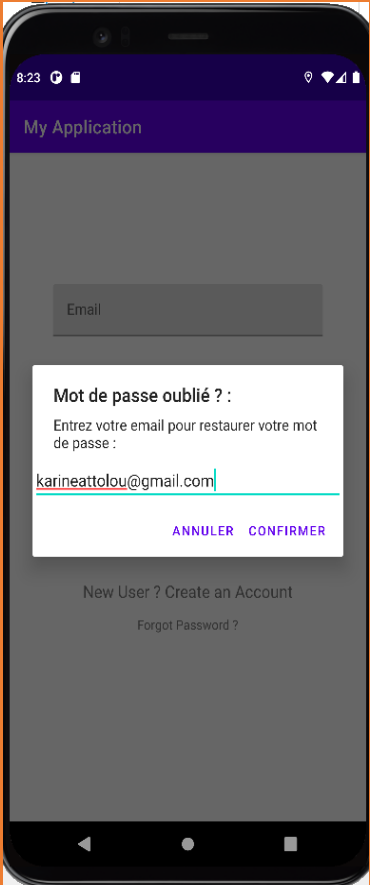 8:23
My Application
Email
Mot de passe oublié ? :
Entrez votre email pour restaurer votre mot
de passe :
karineattolou@gmail.com
ANNULER CONFIRMER
New User ? Create an Account
Forgot Password ?